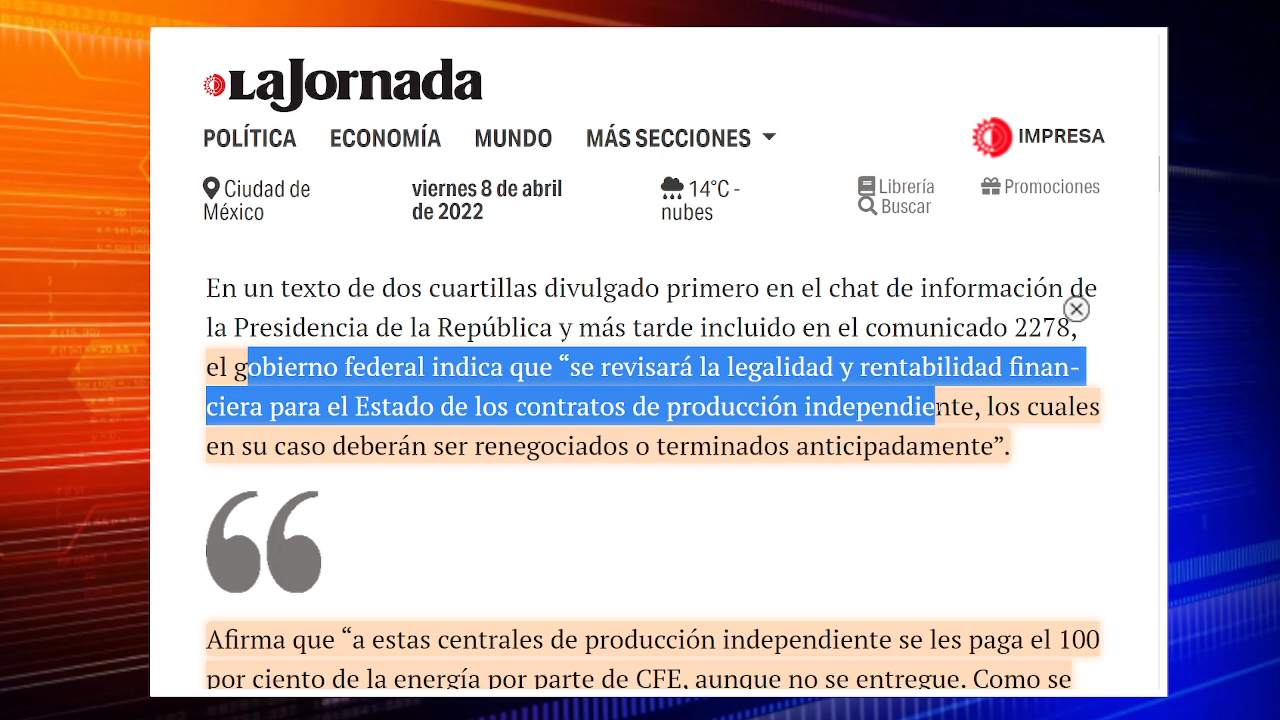 LaJornada
POLÍTICA ECONOMÍA MUNDO MÁS SECCIONES IMPRESA
Ciudad de México
viernes 8 de abril de 2022
14°C - nubes
Librería
Buscar
Promociones
En un texto de dos cuartillas divulgado primero en el chat de información de
la Presidencia de la República y más tarde incluido en el comunicado 2278,
el gobierno federal indica que “se revisará la legalidad y rentabilidad finan-
ciera para el Estado de los contratos de producción independiente, los cuales
en su caso deberán ser renegociados o terminados anticipadamente”.
“
Afirma que “a estas centrales de producción independiente se les paga el 100
por ciento de la energía por parte de CFE, aunque no se entregue. Como se